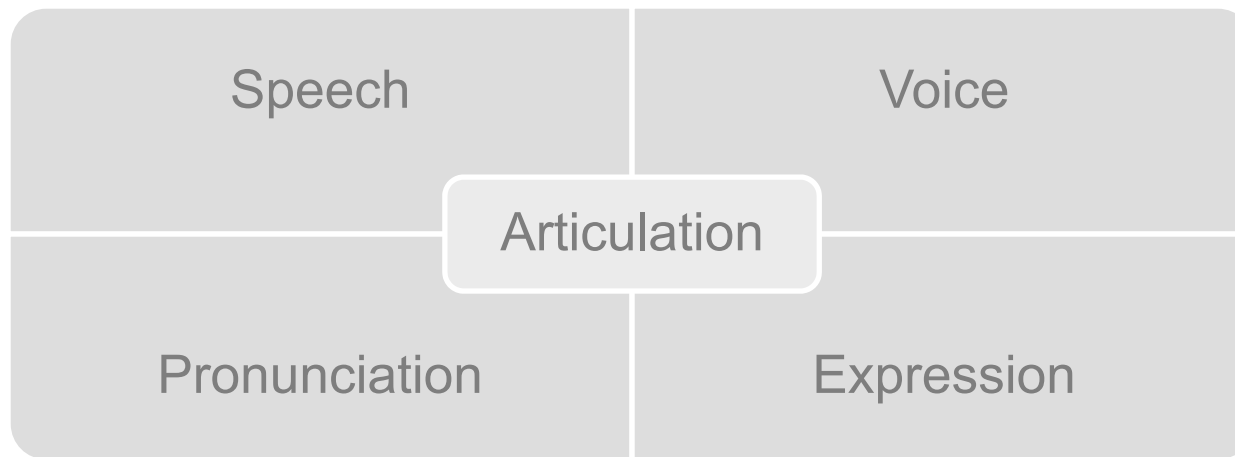 Speech
Voice
Articulation
Pronunciation
Expression